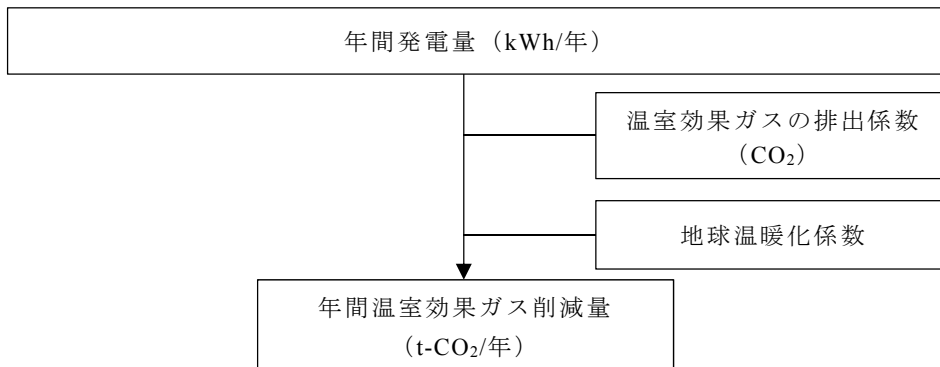 年間発電量（kWh/年）
温室効果ガスの排出係数
（CO₂）
地球温暖化係数
年間温室効果ガス削減量
（t-CO₂/年）